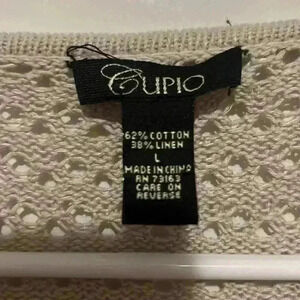 CUPIO
62% COTTON
38% LINEN
L
MADE IN CHINA
RN 73163
CARE ON
REVERSE